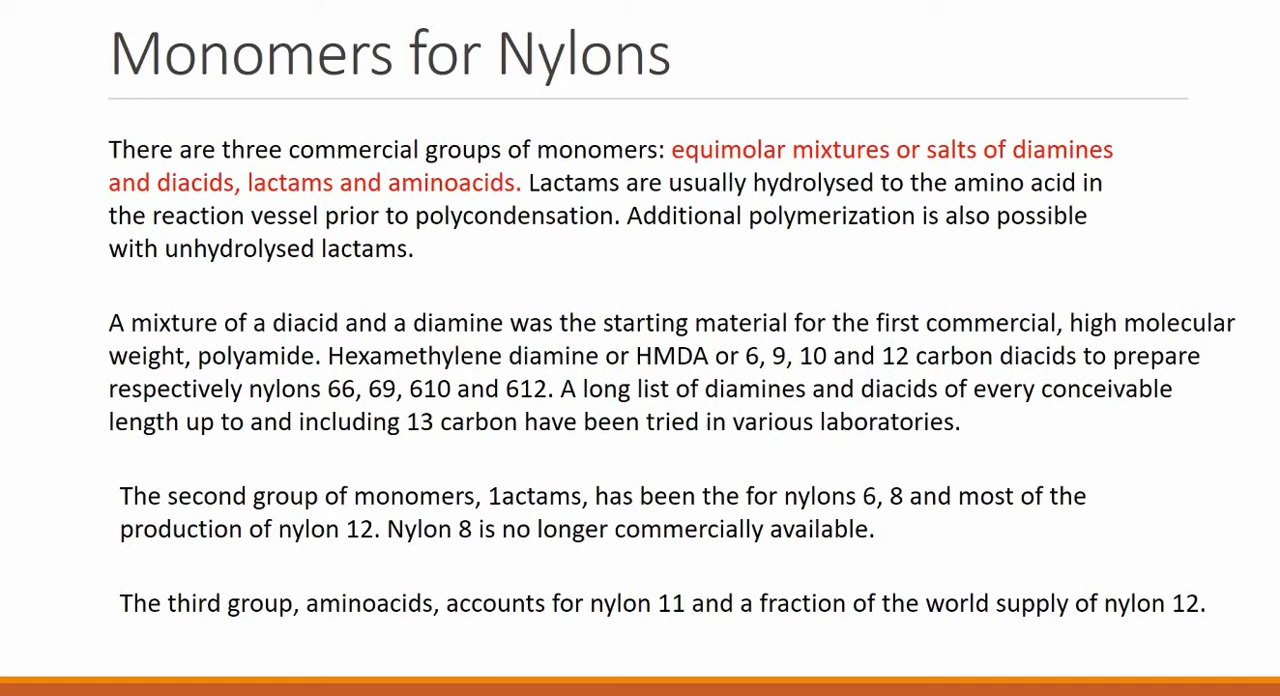 Monomers for Nylons
There are three commercial groups of monomers: equimolar mixtures or salts of diamines
and diacids, lactams and aminoacids. Lactams are usually hydrolysed to the amino acid in
the reaction vessel prior to polycondensation. Additional polymerization is also possible
with unhydrolysed lactams.
A mixture of a diacid and a diamine was the starting material for the first commercial, high molecular
weight, polyamide. Hexamethylene diamine or HMDA or 6, 9, 10 and 12 carbon diacids to prepare
respectively nylons 66, 69, 610 and 612. A long list of diamines and diacids of every conceivable
length up to and including 13 carbon have been tried in various laboratories.
The second group of monomers, 1actams, has been the for nylons 6, 8 and most of the
production of nylon 12. Nylon 8 is no longer commercially available.
The third group, aminoacids, accounts for nylon 11 and a fraction of the world supply of nylon 12.